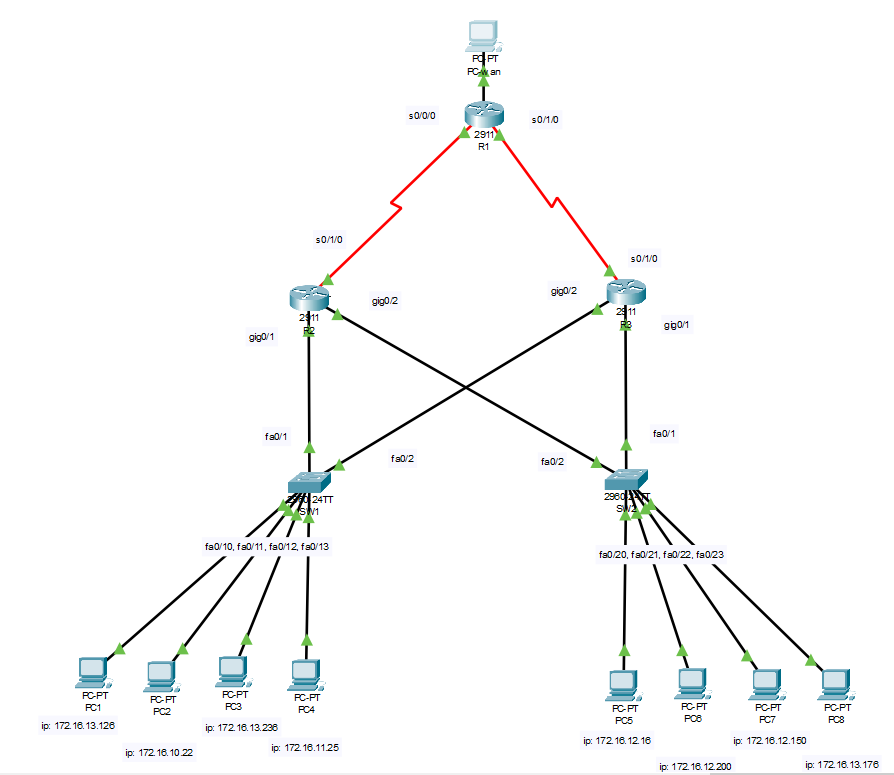 PC-PT
PC-wan
s0/0/0
s0/1/0
2911
R1
s0/1/0
s0/1/0
gig0/2
gig0/2
2911
R2
2911
R3
gig0/1
gig0/1
fa0/1
fa0/1
fa0/2
fa0/2
2960-24TT
SW1
2960-24TT
SW2
fa0/10, fa0/11, fa0/12, fa0/13
fa0/20, fa0/21, fa0/22, fa0/23
PC-PT
PC1
PC-PT
PC2
PC-PT
PC3
PC-PT
PC4
PC-PT
PC5
PC-PT
PC6
PC-PT
PC7
PC-PT
PC8
ip: 172.16.13.126
ip: 172.16.13.236
ip: 172.16.10.22
ip: 172.16.11.25
ip: 172.16.12.16
ip: 172.16.12.150
ip: 172.16.12.200
ip: 172.16.13.176